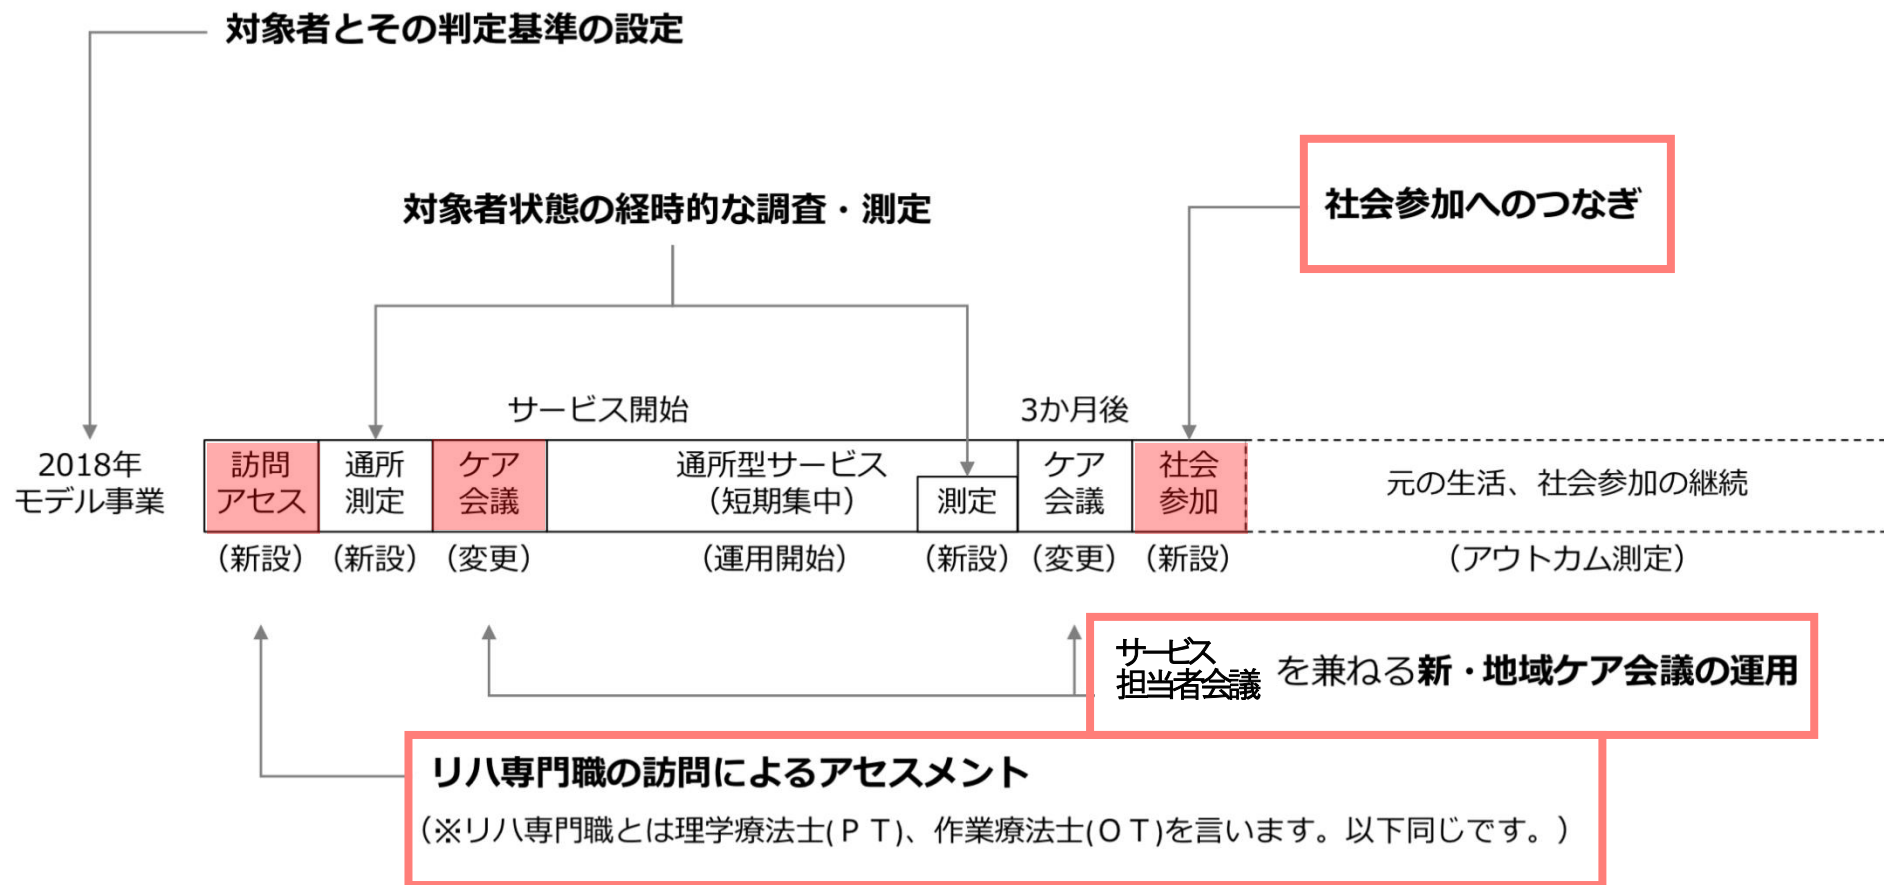 対象者とその判定基準の設定
社会参加へのつなぎ
対象者状態の経時的な調査・測定
サービス開始
3か月後
2018年
モデル事業
訪問
アセス
通所
測定
ケア
会議
通所型サービス
（短期集中）
測定
ケア
会議
社会
参加
元の生活、社会参加の継続
（新設）
（新設）
（変更）
（運用開始）
（新設）
（変更）
（新設）
（アウトカム測定）
サービス
担当者会議
を兼ねる新・地域ケア会議の運用
リハ専門職の訪問によるアセスメント
（※リハ専門職とは理学療法士(ＰＴ)、作業療法士(ＯＴ)を言います。以下同じです。）